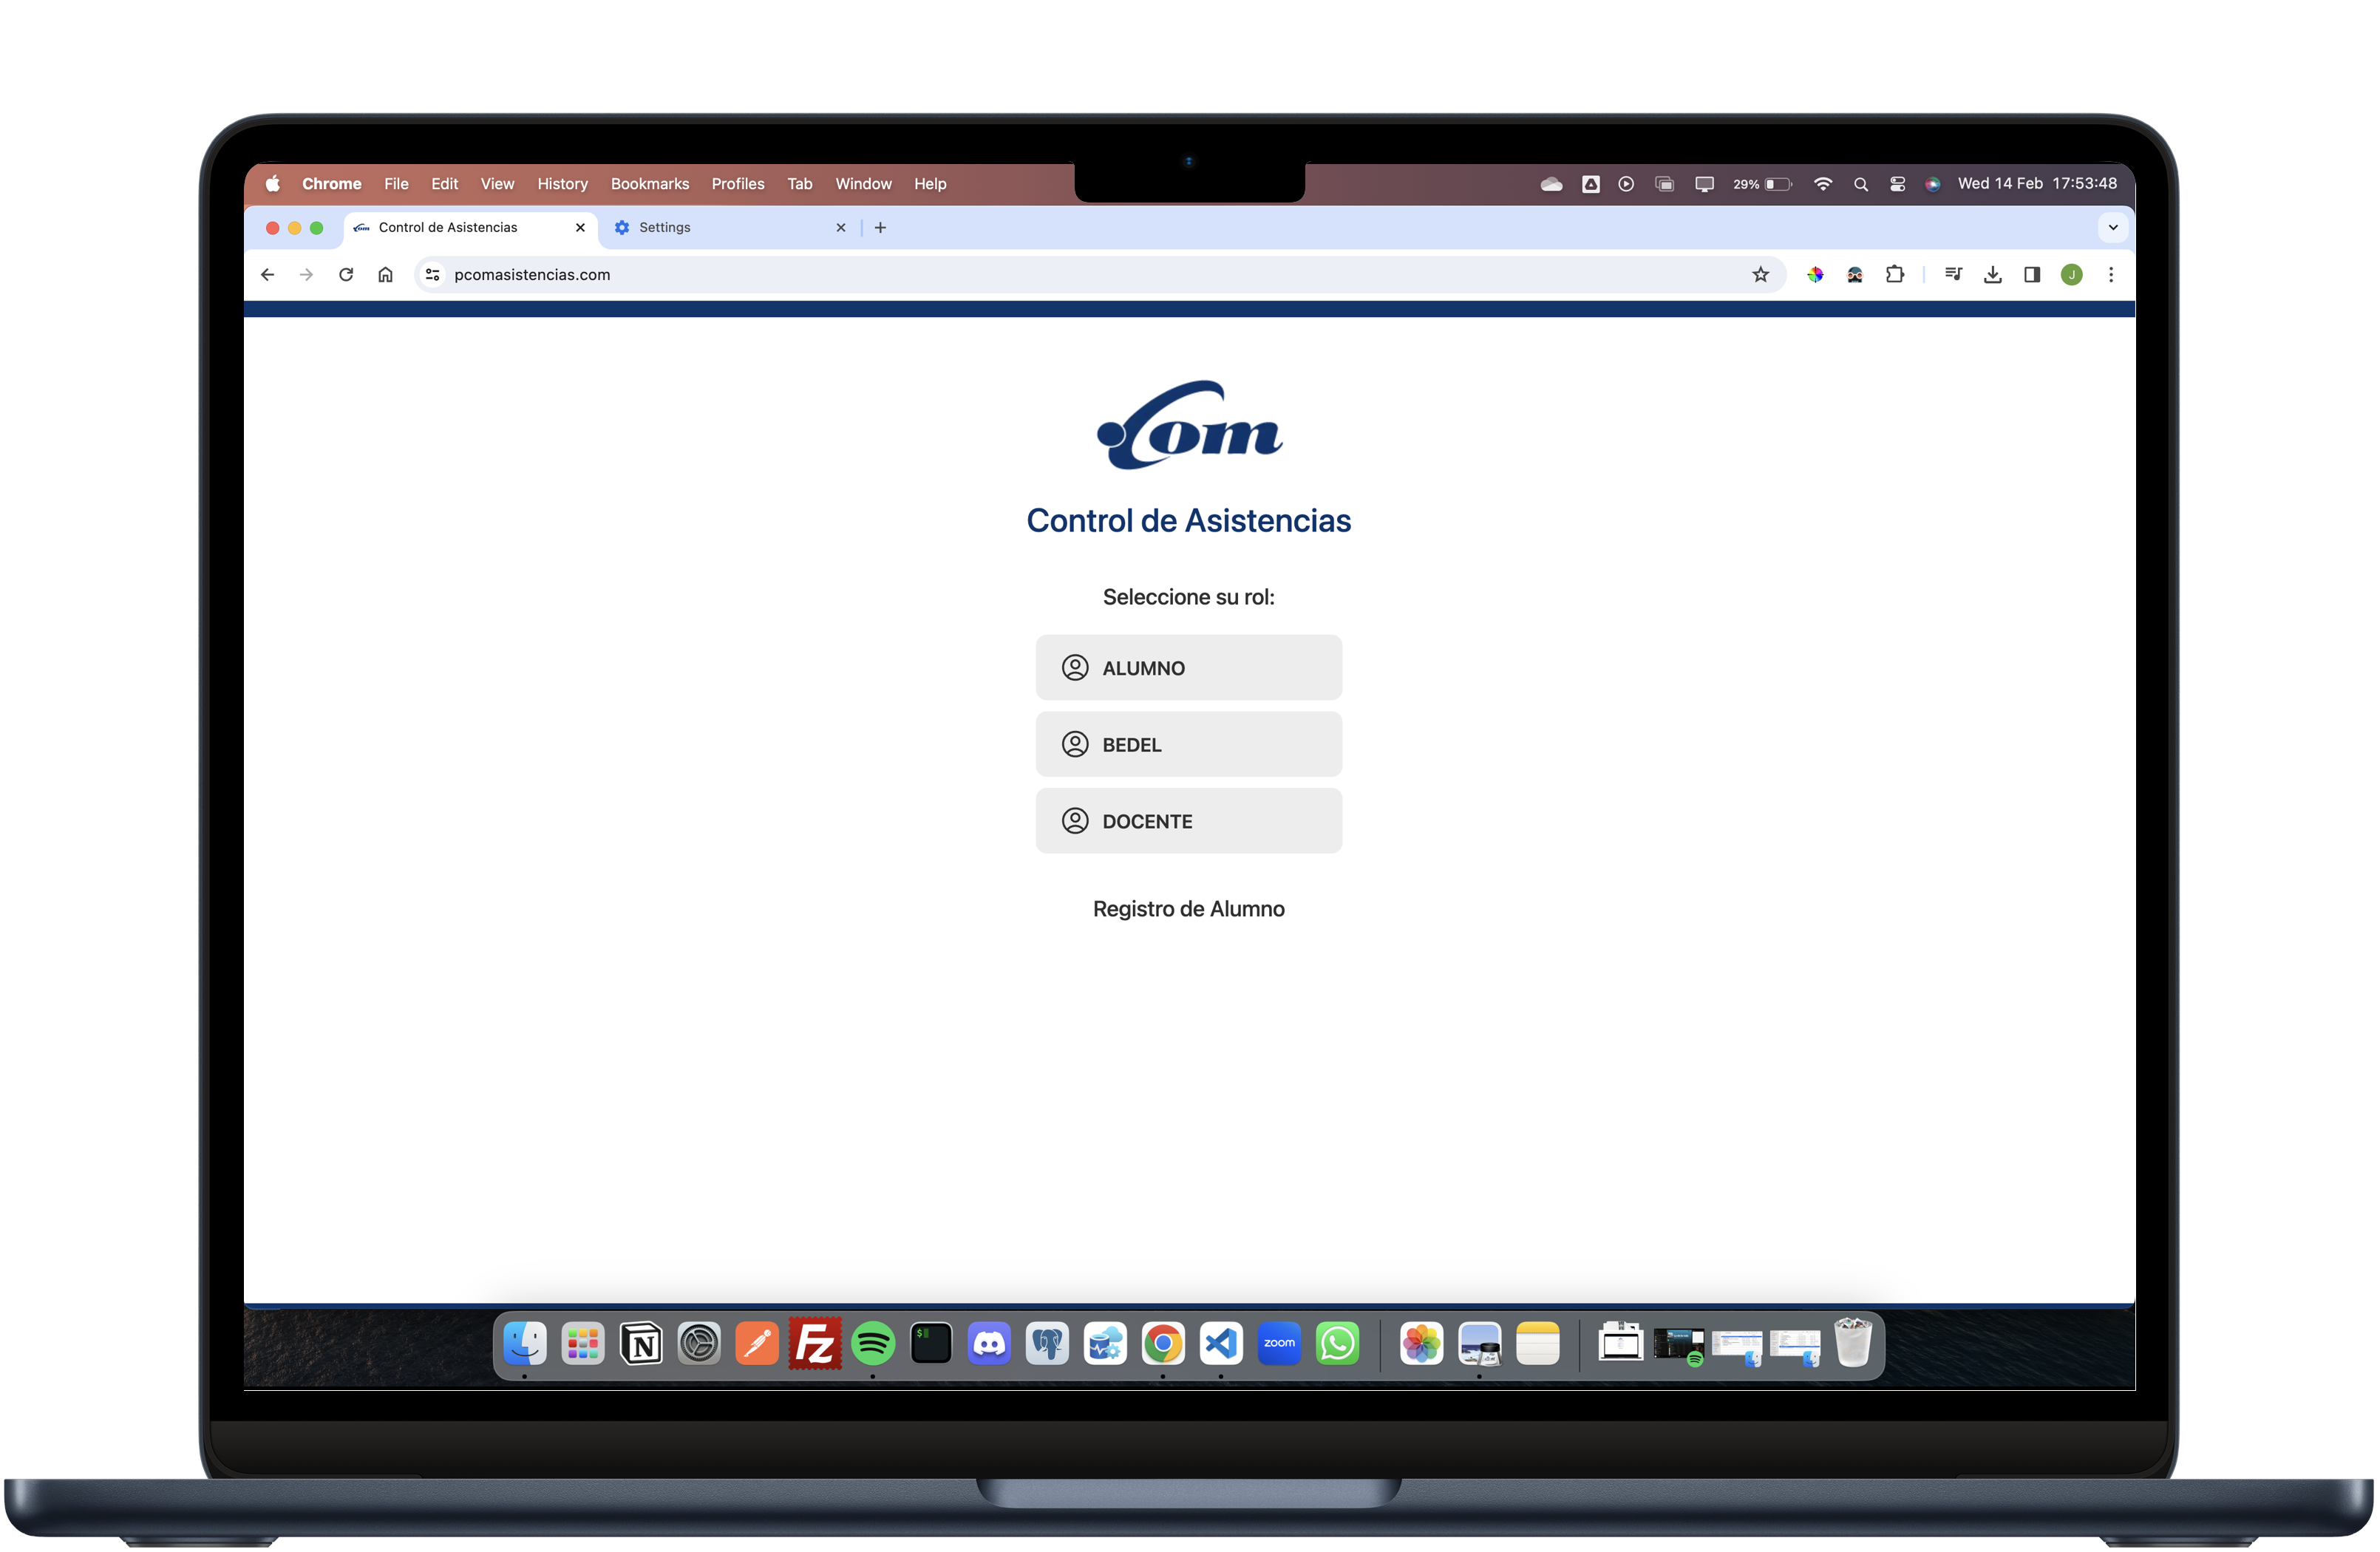 Chrome File Edit View History Bookmarks Profiles Tab Window Help 29% Wed 14 Feb 17:53:48
Control de Asistencias Settings
pcomasistencias.com J
.Com
Control de Asistencias
Seleccione su rol:
ALUMNO
BEDEL
DOCENTE
Registro de Alumno
N Fz $ zoom